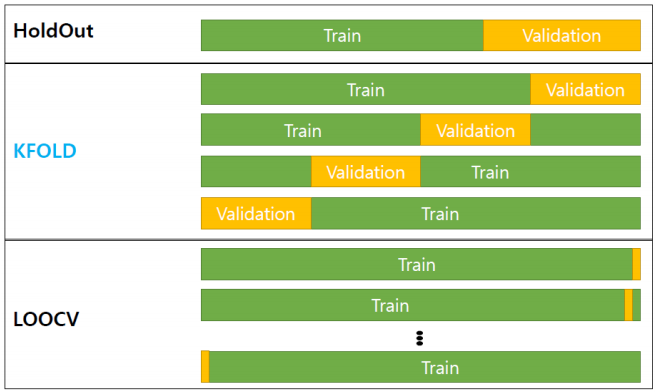 HoldOut
Train Validation
KFOLD
Train Validation
Train Validation
Validation Train
Validation Train
LOOCV
Train
Train
Train